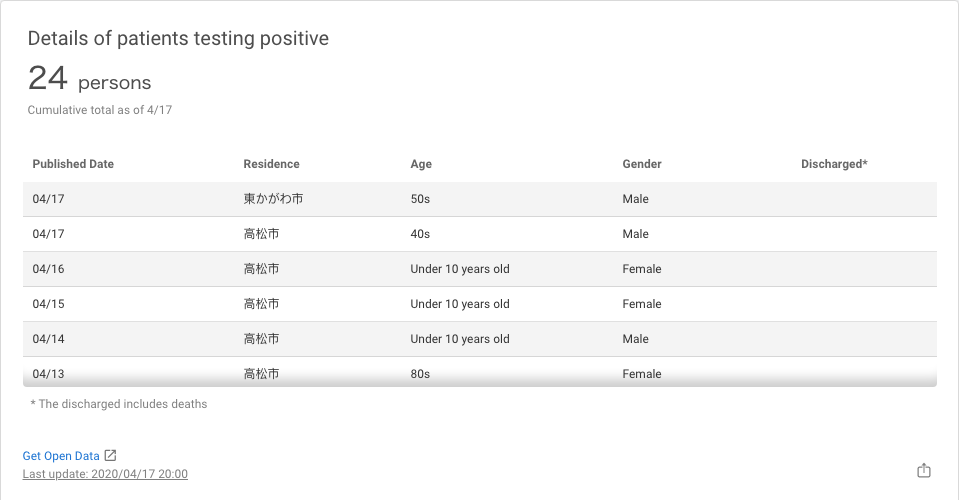 Details of patients testing positive
24 persons
Cumulative total as of 4/17
Published Date Residence Age Gender Discharged*
04/17 東かがわ市 50s Male
04/17 高松市 40s Male
04/16 高松市 Under 10 years old Female
04/15 高松市 Under 10 years old Female
04/14 高松市 Under 10 years old Male
04/13 高松市 80s Female
* The discharged includes deaths
Get Open Data
Last update: 2020/04/17 20:00